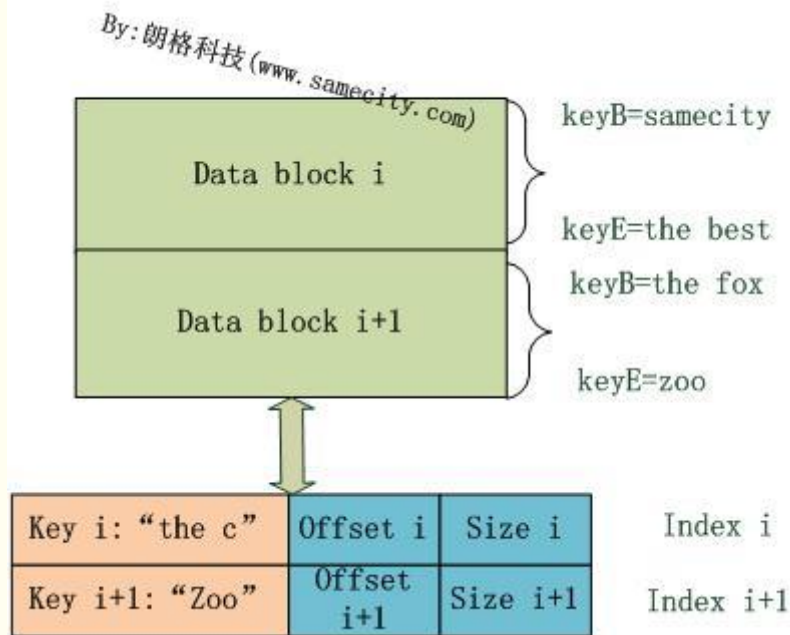 By:朗格科技(www.samecity.com)
keyB=samecity
Data block i
keyE=the best
keyB=the fox
Data block i+1
keyE=zoo
Key i: “the c” Offset i Size i Index i
Key i+1: “Zoo” Offset i+1 Size i+1 Index i+1